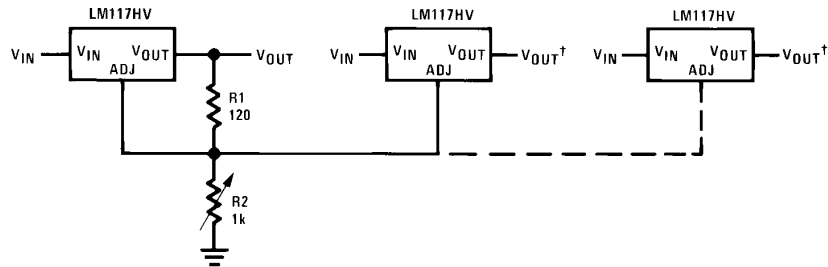 LM117HV LM117HV LM117HV
VIN VIN VOUT VOUT VIN VIN VOUT VOUT† VIN VIN VOUT VOUT†
ADJ ADJ ADJ
R1
120
R2
1k